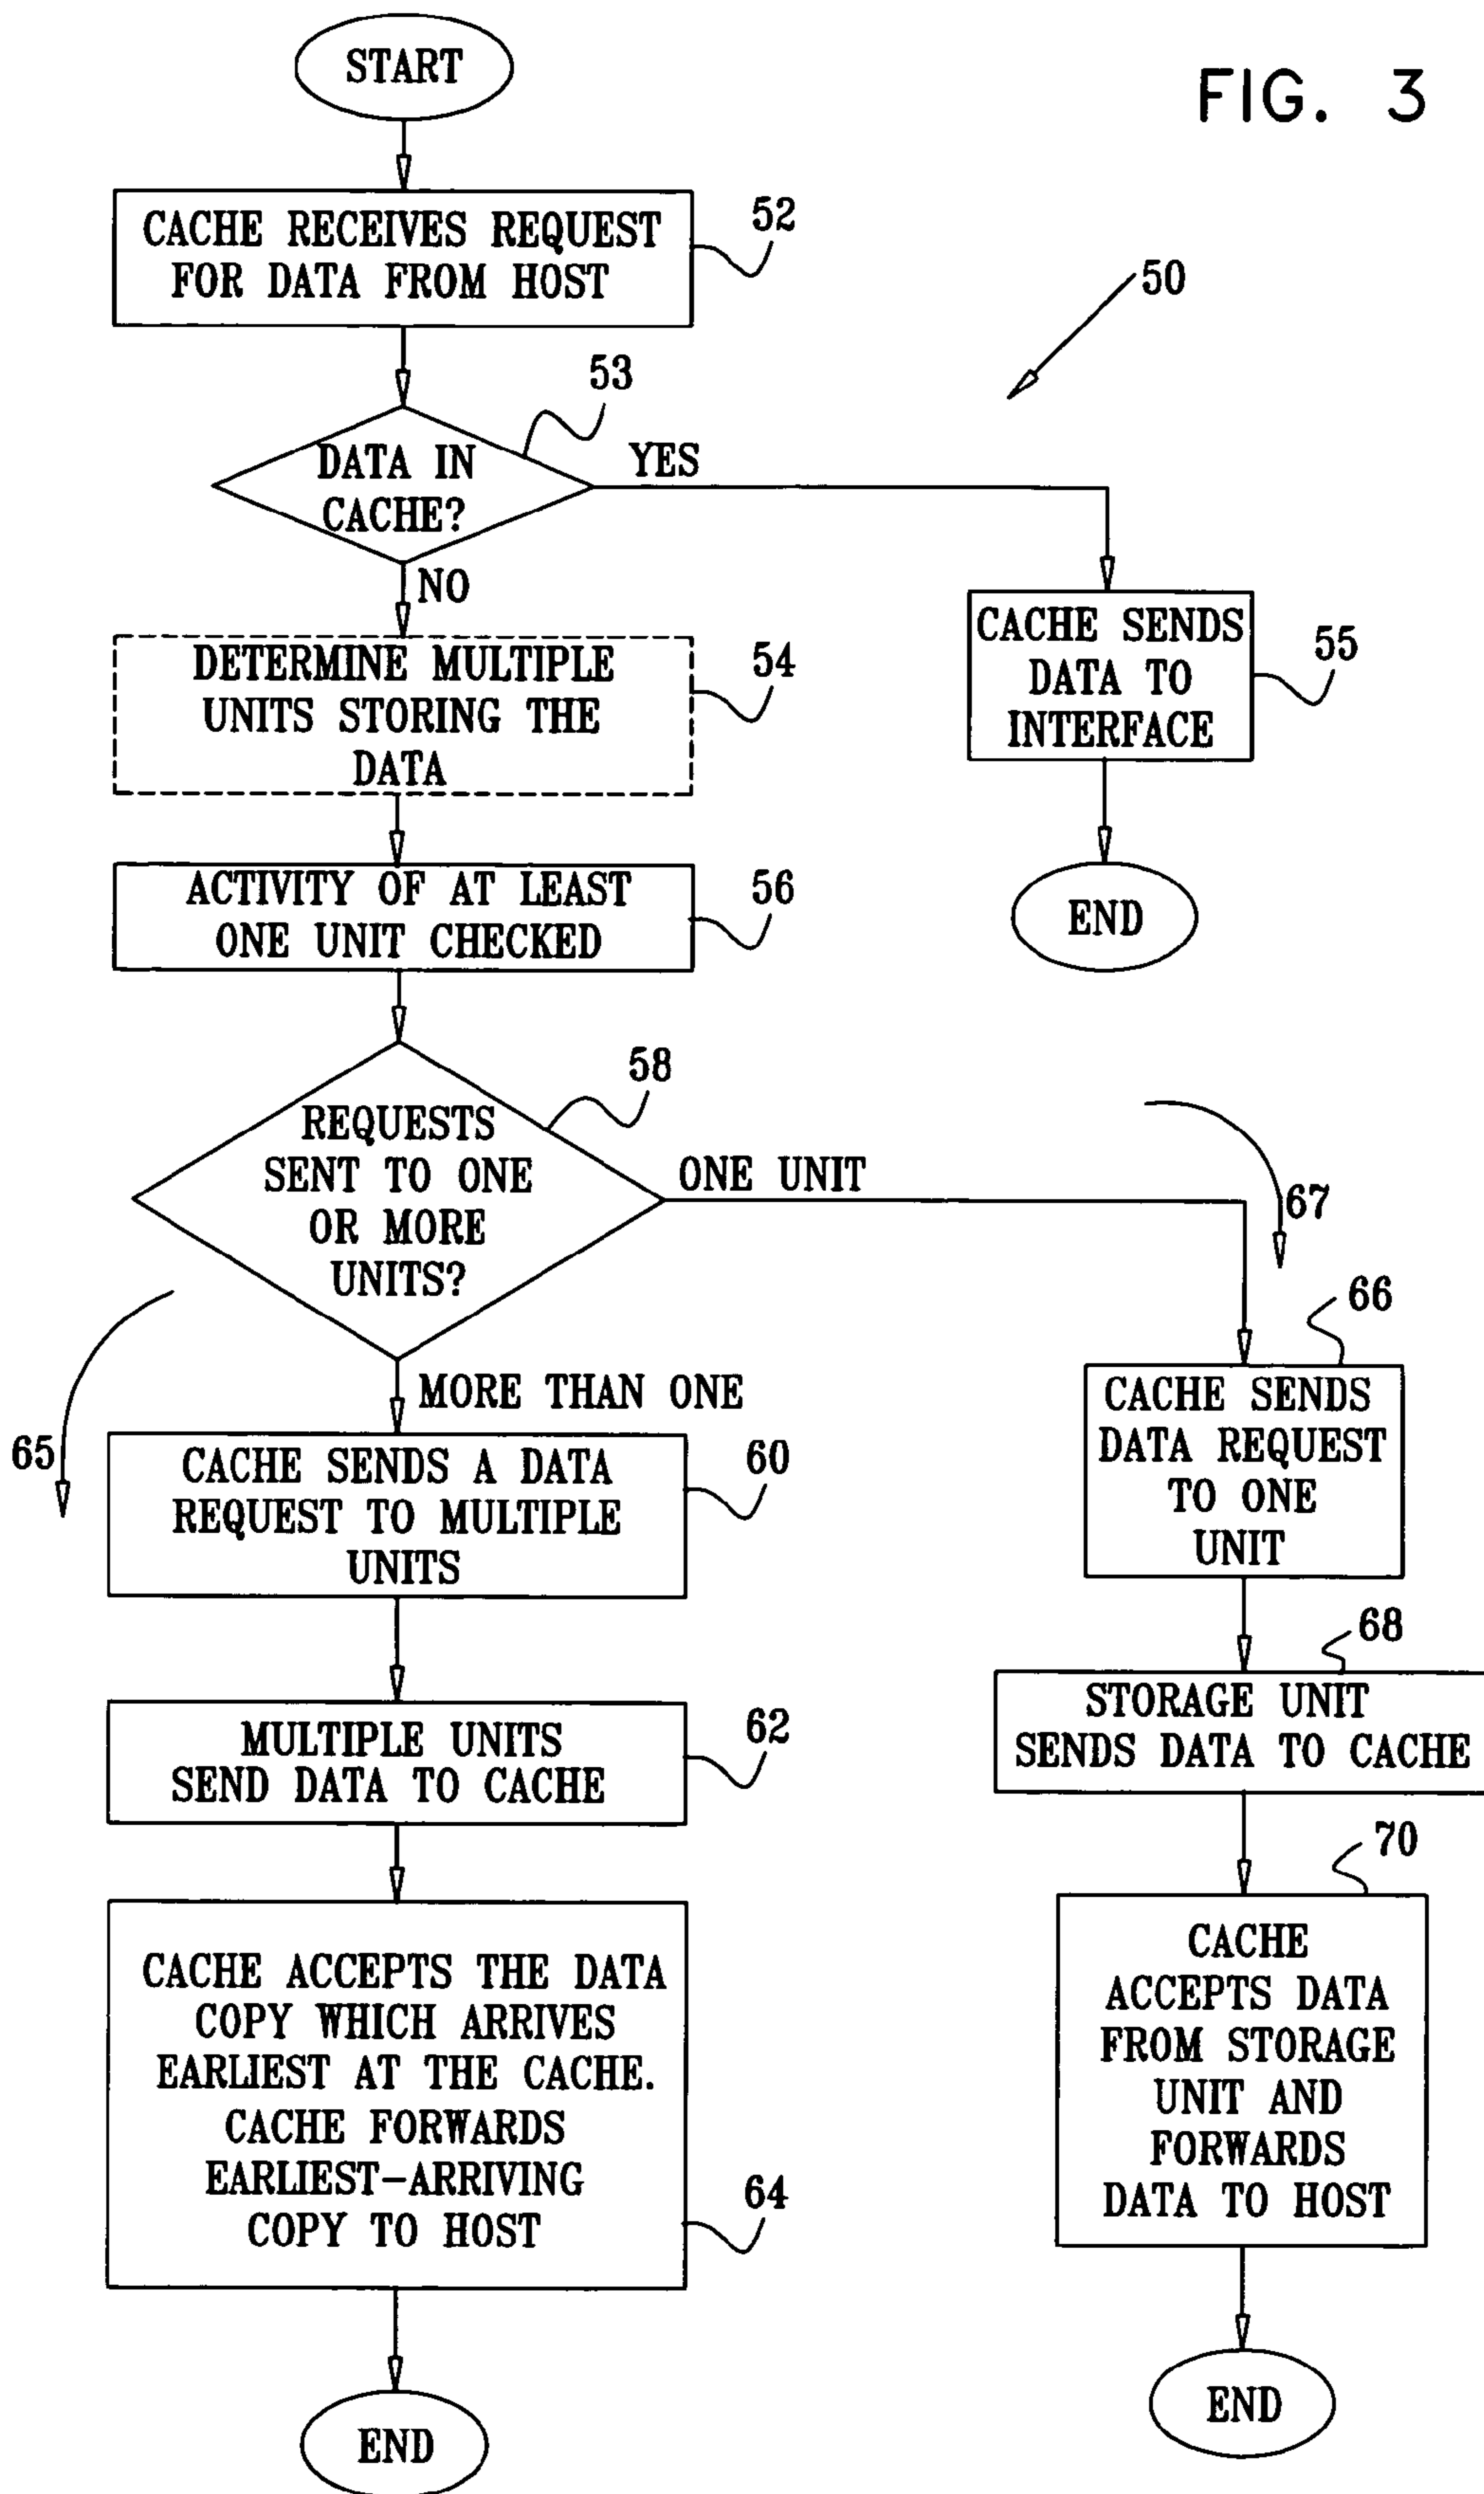 START
FIG. 3
CACHE RECEIVES REQUEST
FOR DATA FROM HOST
52
50
53
DATA IN
CACHE?
YES
NO
DETERMINE MULTIPLE
UNITS STORING THE
DATA
54
CACHE SENDS
DATA TO
INTERFACE
55
ACTIVITY OF AT LEAST
ONE UNIT CHECKED
56
END
58
REQUESTS
SENT TO ONE
OR MORE
UNITS?
ONE UNIT
67
66
MORE THAN ONE
65
CACHE SENDS A DATA
REQUEST TO MULTIPLE
UNITS
60
CACHE SENDS
DATA REQUEST
TO ONE
UNIT
68
STORAGE UNIT
SENDS DATA TO CACHE
MULTIPLE UNITS
SEND DATA TO CACHE
62
70
CACHE ACCEPTS THE DATA
COPY WHICH ARRIVES
EARLIEST AT THE CACHE.
CACHE FORWARDS
EARLIEST-ARRIVING
COPY TO HOST
64
CACHE
ACCEPTS DATA
FROM STORAGE
UNIT AND
FORWARDS
DATA TO HOST
END
END